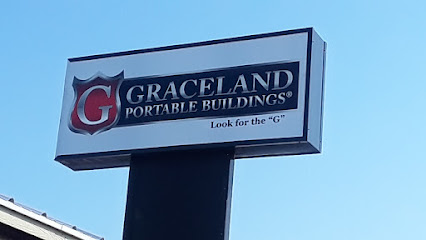 G
GRACELAND
PORTABLE BUILDINGS®
Look for the "G"